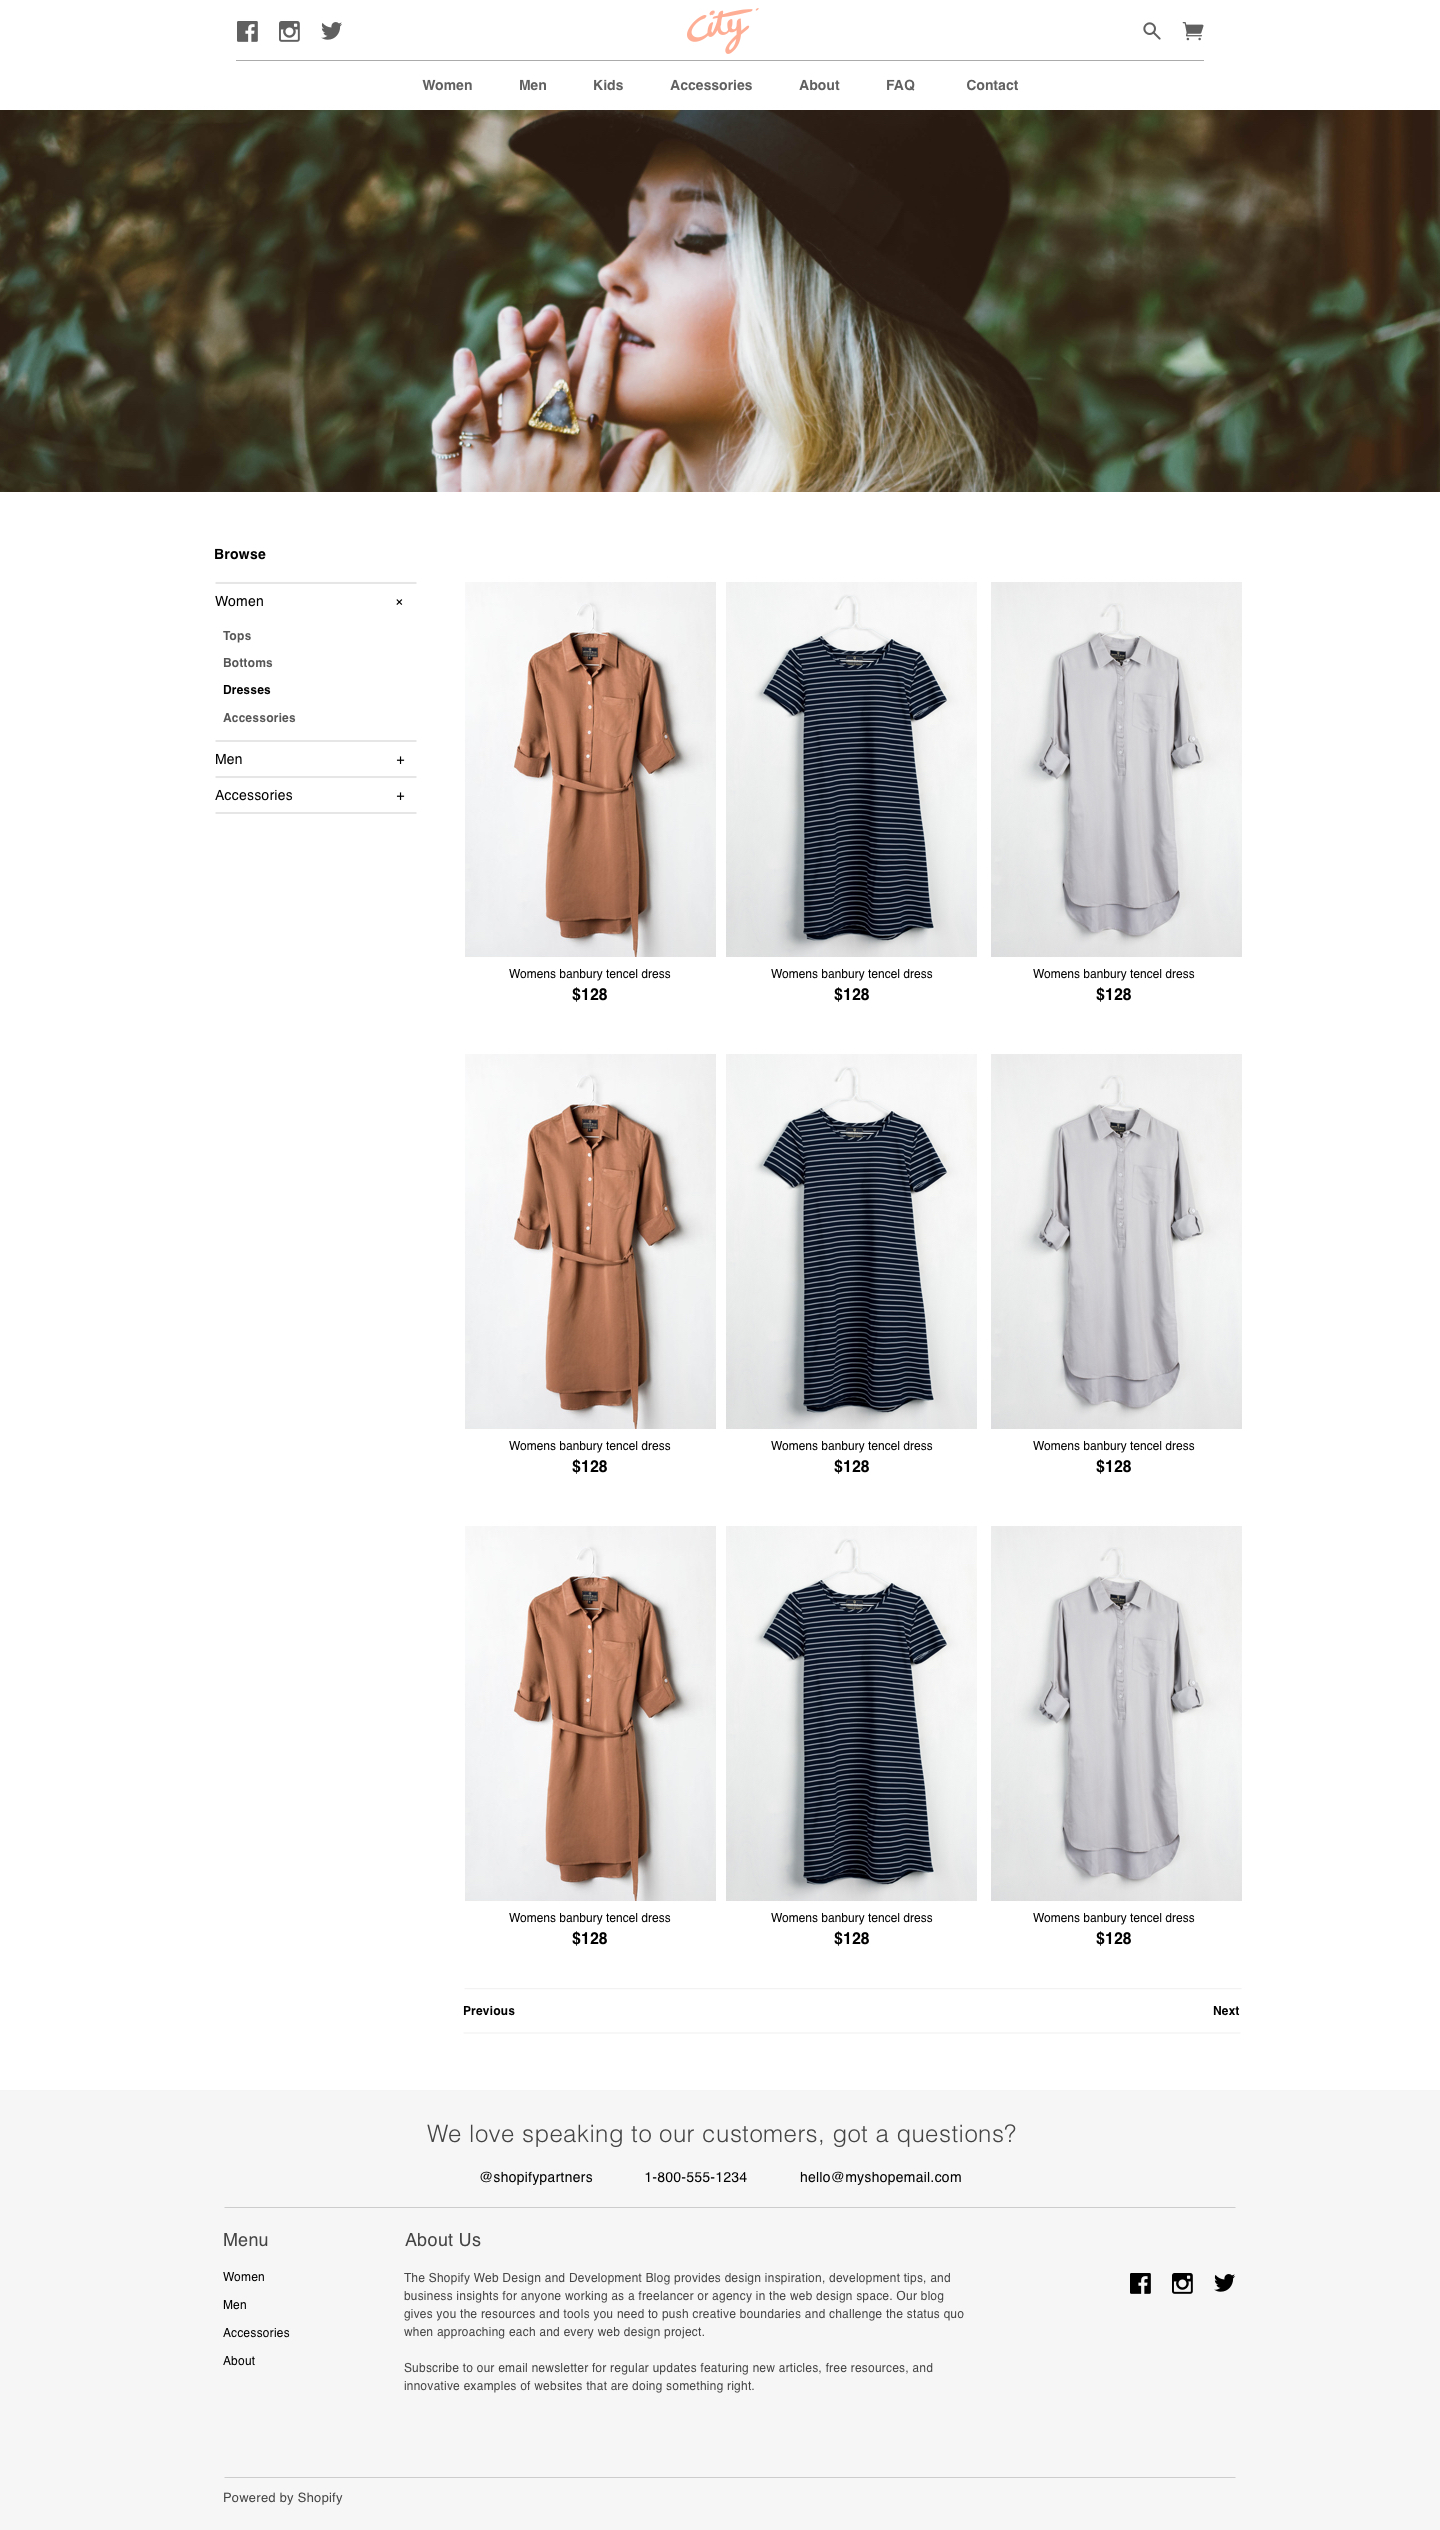 City
Women Men Kids Accessories About FAQ Contact
Browse
Women ×
Tops
Bottoms
Dresses
Accessories
Men +
Accessories +
Womens banbury tencel dress Womens banbury tencel dress Womens banbury tencel dress
$128 $128 $128
Womens banbury tencel dress Womens banbury tencel dress Womens banbury tencel dress
$128 $128 $128
Womens banbury tencel dress Womens banbury tencel dress Womens banbury tencel dress
$128 $128 $128
Previous Next
We love speaking to our customers, got a questions?
@shopifypartners 1-800-555-1234 hello@myshopemail.com
Menu
Women
Men
Accessories
About
About Us
The Shopify Web Design and Development Blog provides design inspiration, development tips, and
business insights for anyone working as a freelancer or agency in the web design space. Our blog
gives you the resources and tools you need to push creative boundaries and challenge the status quo
when approaching each and every web design project.
Subscribe to our email newsletter for regular updates featuring new articles, free resources, and
innovative examples of websites that are doing something right.
Powered by Shopify